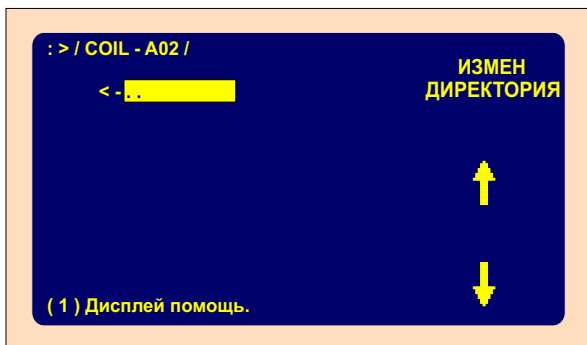 : > / COIL - A02 /
ИЗМЕН
ДИРЕКТОРИЯ
< - . .
( 1 ) Дисплей помощь.